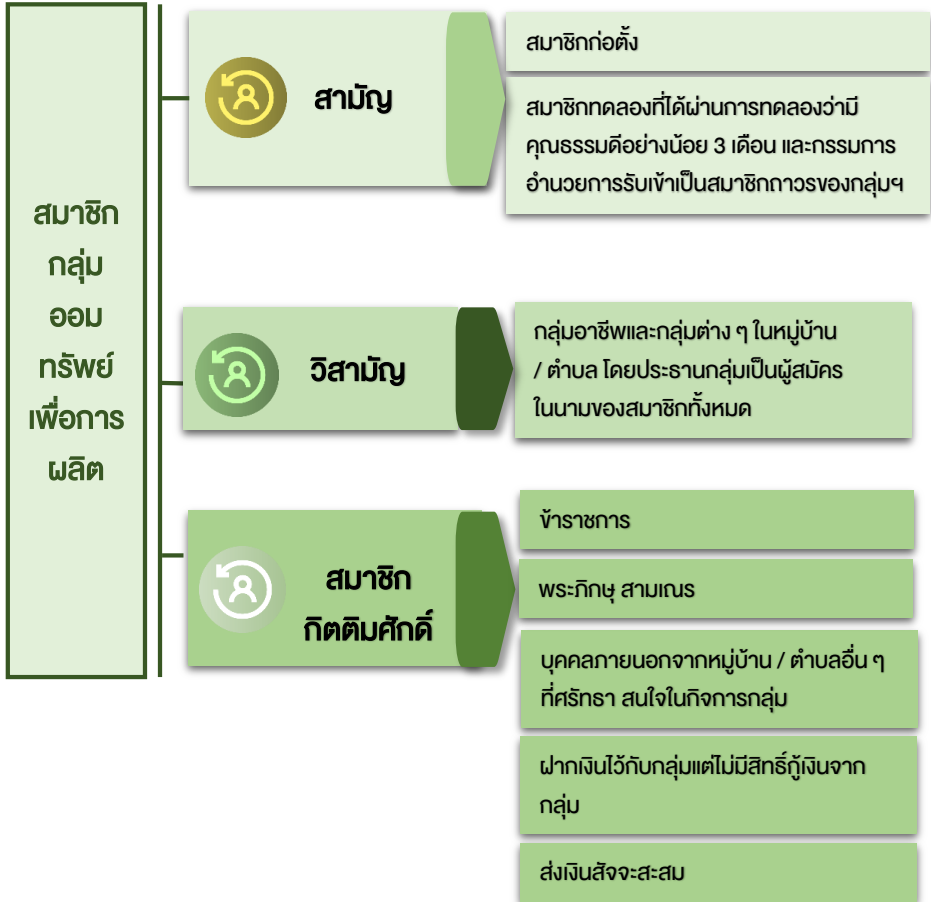 สมาชิก
กลุ่ม
ออม
ทรัพย์
เพื่อการ
ผลิต
สามัญ
สมาชิกก่อตั้ง
สมาชิกทดลองที่ได้ผ่านการทดลองว่ามี
คุณธรรมดีอย่างน้อย 3 เดือน และกรรมการ
อำนวยการรับเข้าเป็นสมาชิกถาวรของกลุ่มฯ
วิสามัญ
กลุ่มอาชีพและกลุ่มต่าง ๆ ในหมู่บ้าน
/ ตำบล โดยประธานกลุ่มเป็นผู้สมัคร
ในนามของสมาชิกทั้งหมด
สมาชิก
กิตติมศักดิ์
ข้าราชการ
พระภิกษุ สามเณร
บุคคลภายนอกจากหมู่บ้าน / ตำบลอื่น ๆ
ที่ศรัทธา สนใจในกิจการกลุ่ม
ฝากเงินไว้กับกลุ่มแต่ไม่มีสิทธิ์กู้เงินจาก
กลุ่ม
ส่งเงินสัจจะสะสม